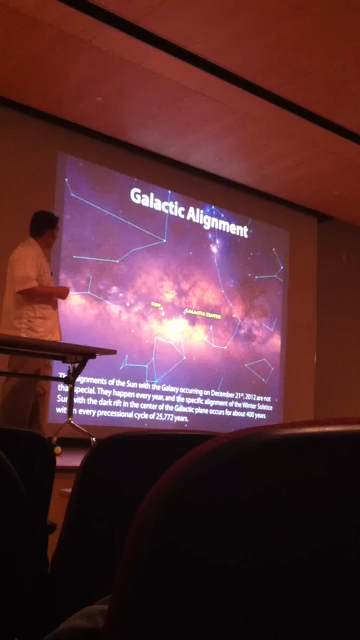 Galactic Alignment
Sun
GALACTIC CENTRE
The alignments of the Sun with the Galaxy occurring on December 21st, 2012 are not
that special. They happen every year, and the specific alignment of the Winter Solstice
Sun with the dark rift in the center of the Galactic plane occurs for about 400 years
within every precessional cycle of 25,772 years.